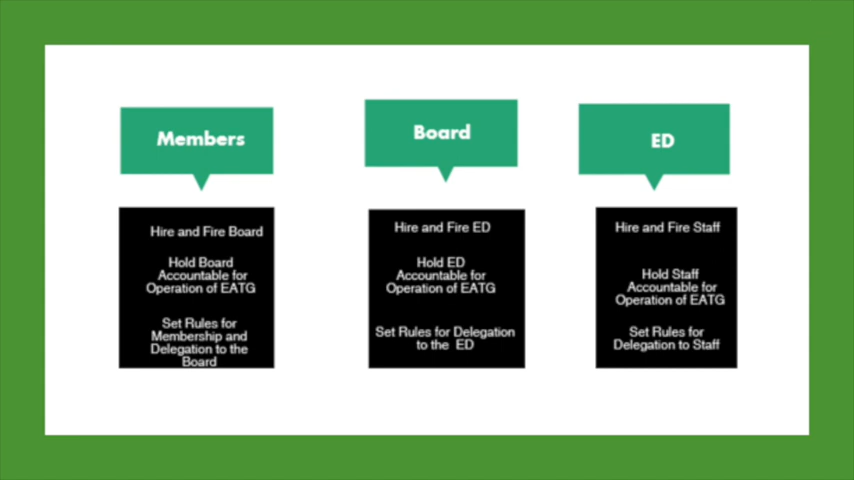 Members
Hire and Fire Board
Hold Board
Accountable for
Operation of EATG
Set Rules for
Membership and
Delegation to the
Board
Board
Hire and Fire ED
Hold ED
Accountable for
Operation of EATG
Set Rules for Delegation
to the ED
ED
Hire and Fire Staff
Hold Staff
Accountable for
Operation of EATG
Set Rules for
Delegation to Staff